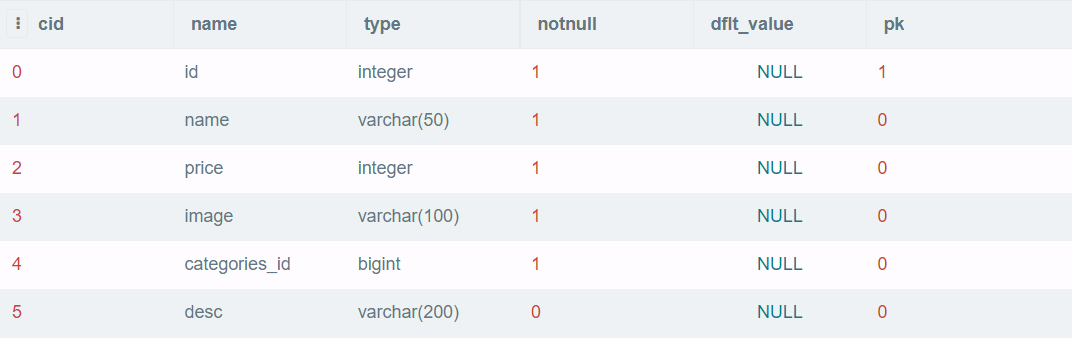 cid name type notnull dflt_value pk
0 id integer 1 NULL 1
1 name varchar(50) 1 NULL 0
2 price integer 1 NULL 0
3 image varchar(100) 1 NULL 0
4 categories_id bigint 1 NULL 0
5 desc varchar(200) 0 NULL 0